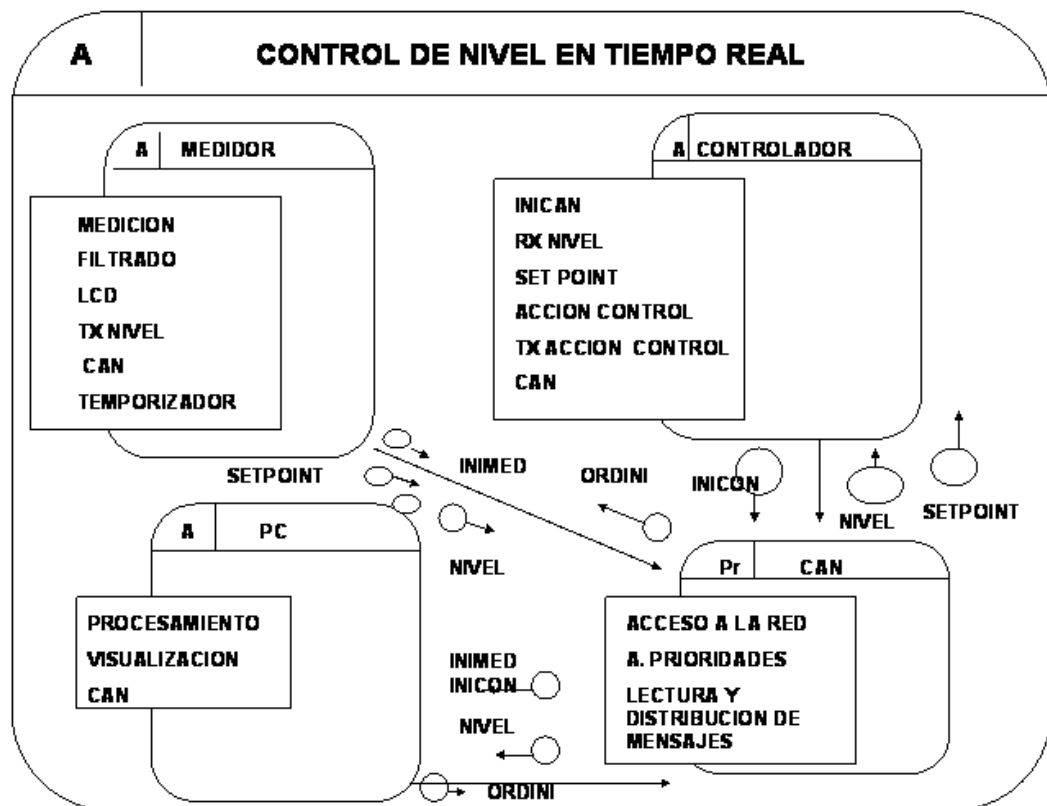 A CONTROL DE NIVEL EN TIEMPO REAL
A MEDIDOR
MEDICION
FILTRADO
LCD
TX NIVEL
CAN
TEMPORIZADOR
A CONTROLADOR
INICAN
RX NIVEL
SET POINT
ACCION CONTROL
TX ACCION CONTROL
CAN
SETPOINT
INIMED
NIVEL
ORDINI
INICON
NIVEL
SETPOINT
A PC
PROCESAMIENTO
VISUALIZACION
CAN
INIMED
INICON
NIVEL
ORDINI
Pr CAN
ACCESO A LA RED
A. PRIORIDADES
LECTURA Y
DISTRIBUCION DE
MENSAJES